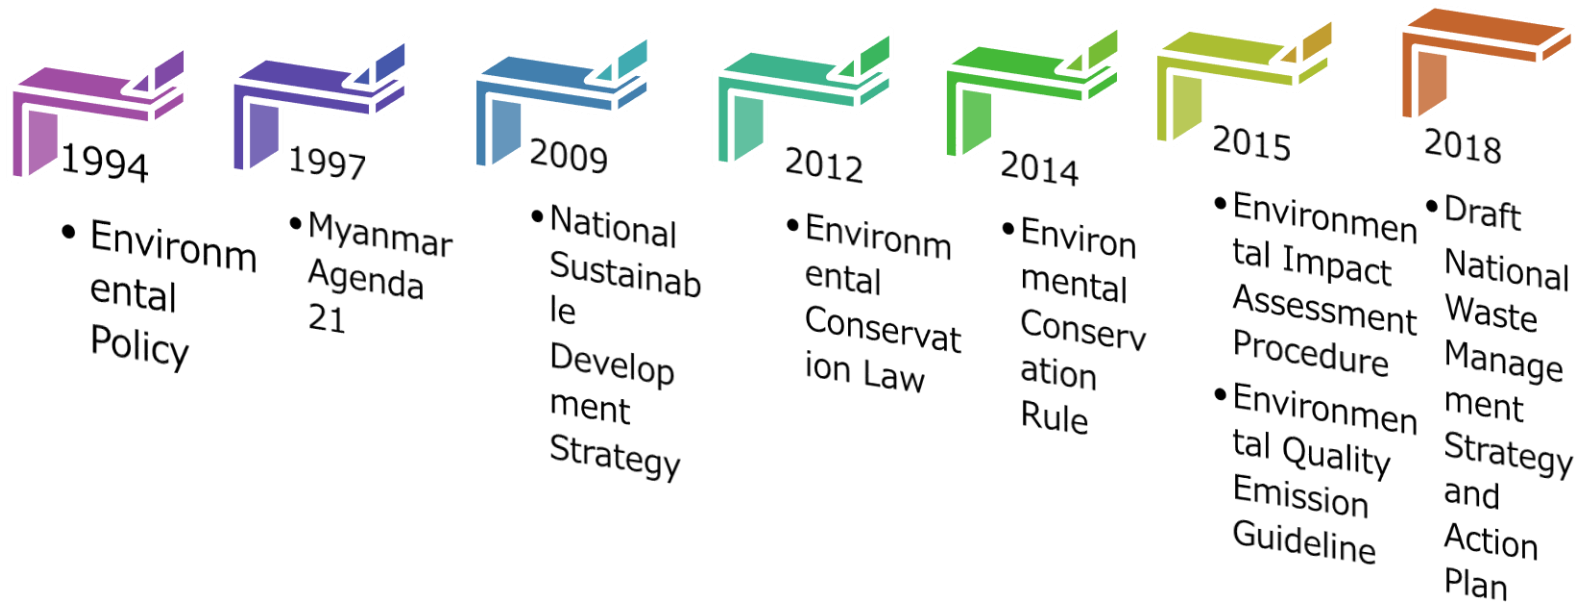 1994
• Environm
ental
Policy
1997
• Myanmar
Agenda
21
2009
• National
Sustainab
le
Develop
ment
Strategy
2012
• Environm
ental
Conservat
ion Law
2014
• Environ
mental
Conserv
ation
Rule
2015
• Environmen
tal Impact
Assessment
Procedure
• Environmen
tal Quality
Emission
Guideline
2018
• Draft
National
Waste
Manage
ment
Strategy
and
Action
Plan